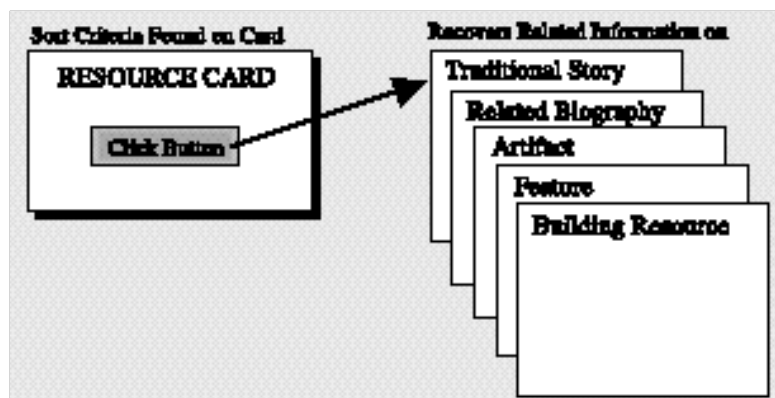 Sort Criteria Found on Card
RESOURCE CARD
Click Button
Recovers Related Information on
Traditional Story
Related Biography
Artifact
Feature
Building Resource